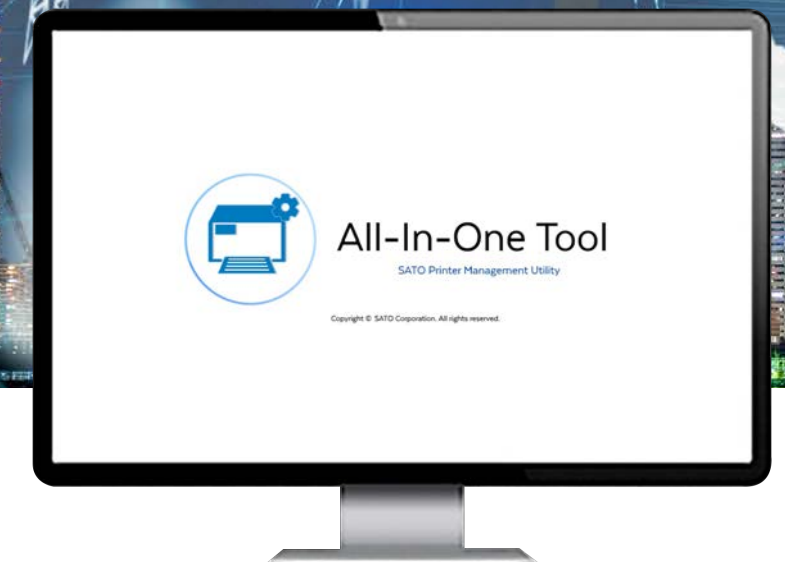 All-In-One Tool
SATO Printer Management Utility
Copyright © SATO Corporation. All rights reserved.